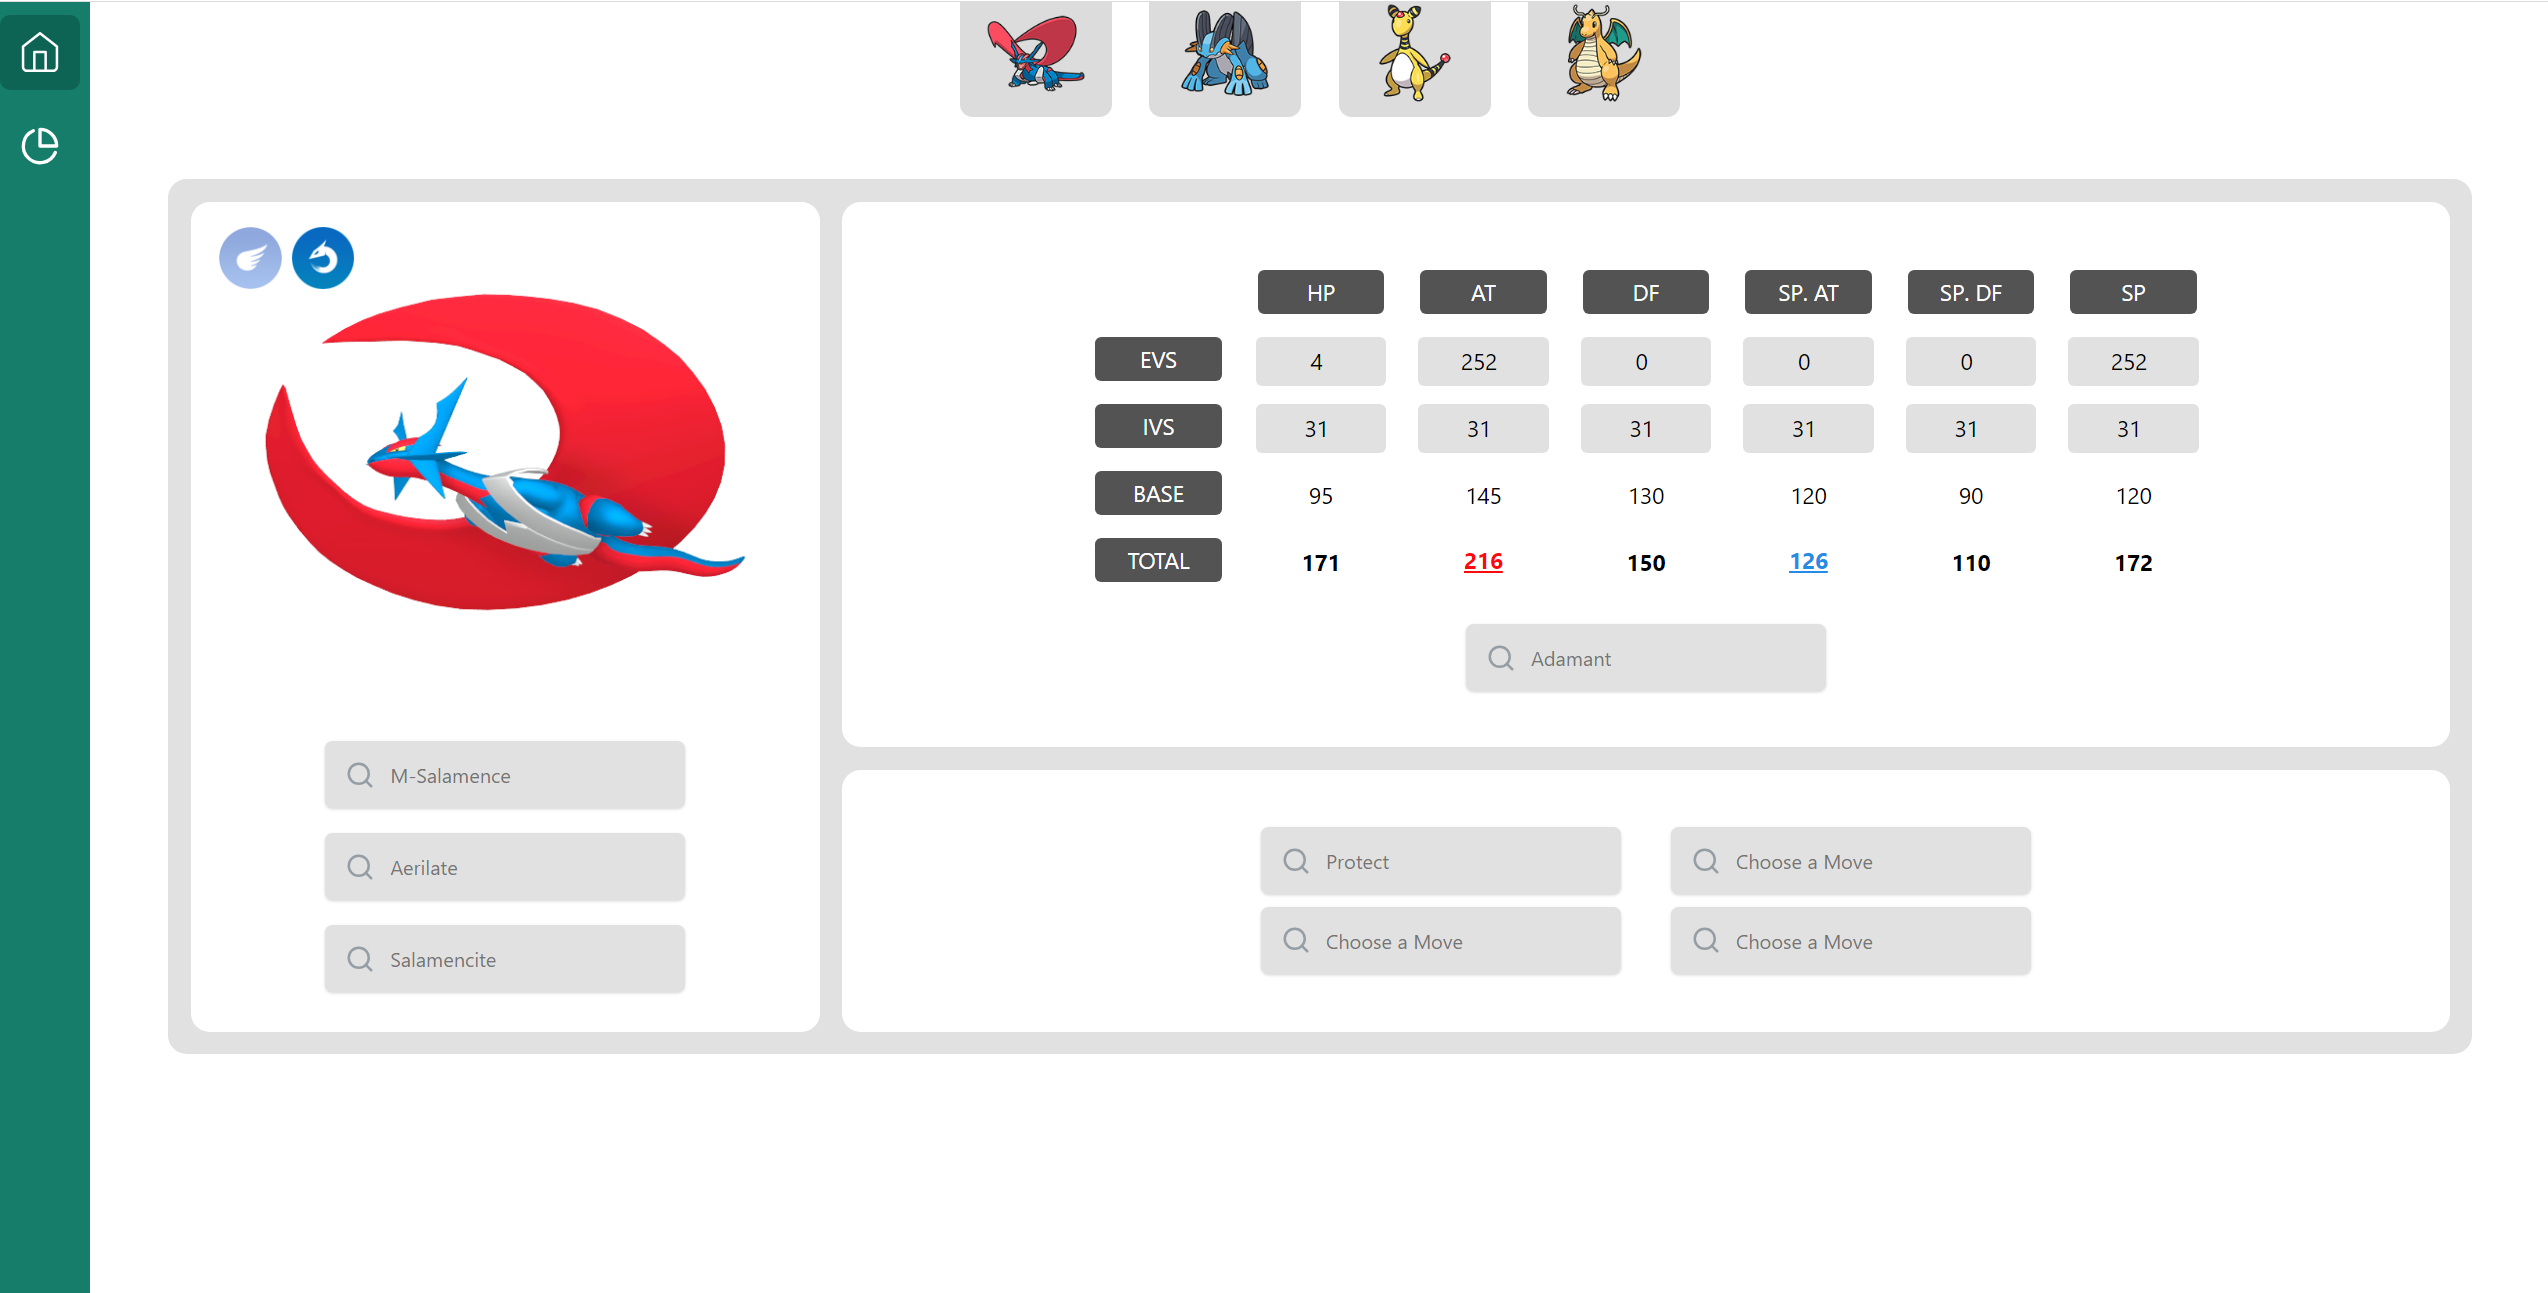 HP AT DF SP. AT SP. DF SP
EVS 4 252 0 0 0 252
IVS 31 31 31 31 31 31
BASE 95 145 130 120 90 120
TOTAL 171 216 150 126 110 172
Adamant
M-Salamence
Aerilate
Salamencite
Protect Choose a Move
Choose a Move Choose a Move